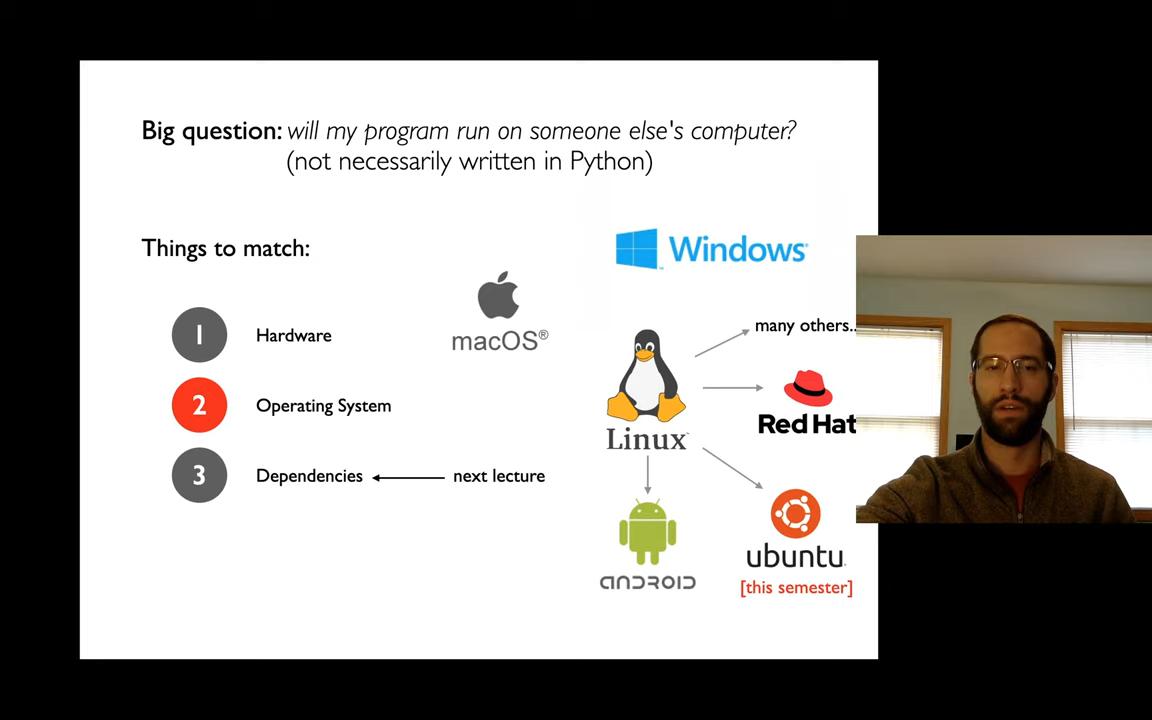 Big question: will my program run on someone else's computer?
(not necessarily written in Python)
Things to match:
Windows
macOS®
1 Hardware
many others..
2 Operating System
Red Hat
Linux
3 Dependencies
next lecture
ANDROID
ubuntu
[this semester]